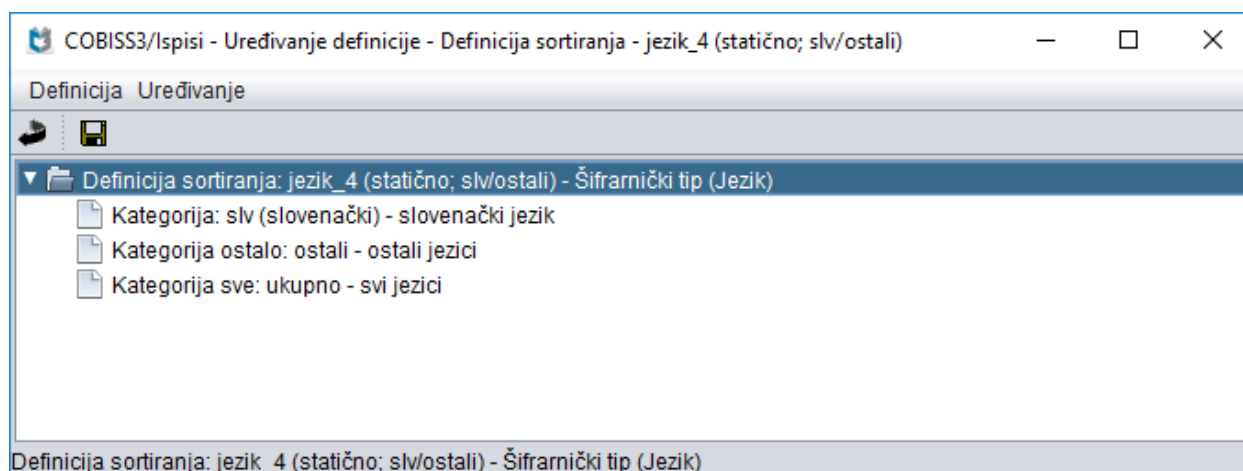 COBISS3/Ispisi - Uređivanje definicije - Definicija sortiranja - jezik_4 (statično; slv/ostali)
Definicija Uređivanje
Definicija sortiranja: jezik_4 (statično; slv/ostali) - Šifrarnički tip (Jezik)
Kategorija: slv (slovenački) - slovenački jezik
Kategorija ostalo: ostali - ostali jezici
Kategorija sve: ukupno - svi jezici
Definicija sortiranja: jezik_4 (statično; slv/ostali) - Šifrarnički tip (Jezik)